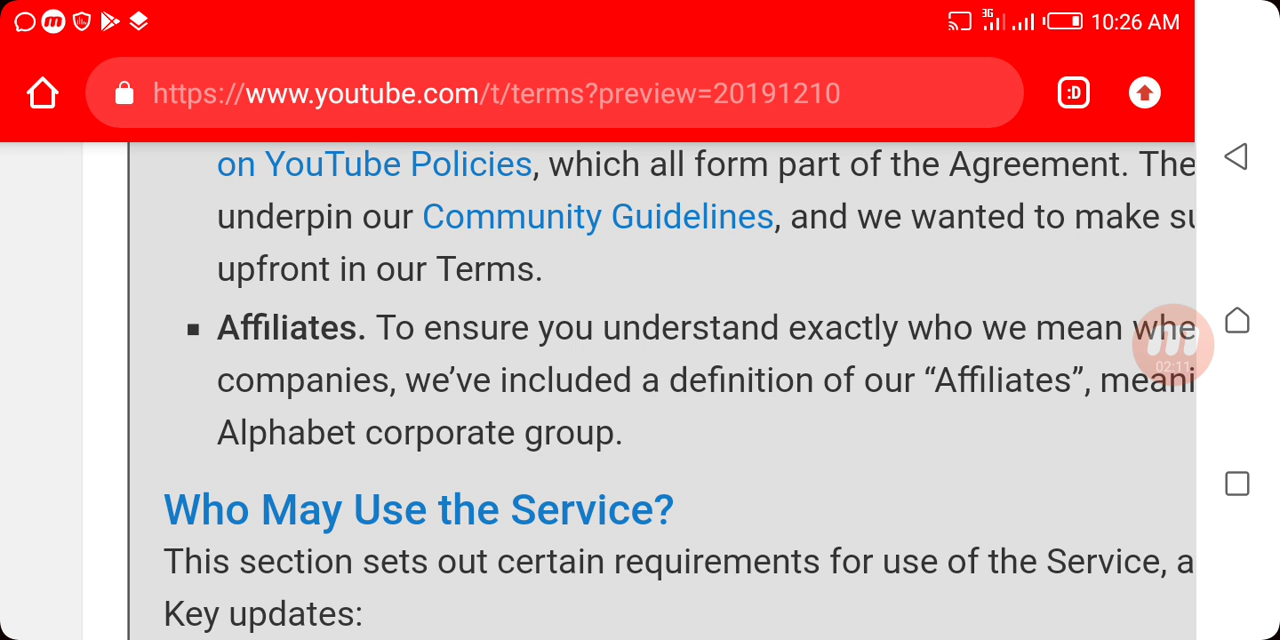 3G 10:26 AM
https://www.youtube.com/t/terms?preview=20191210 :D
on YouTube Policies, which all form part of the Agreement. The
underpin our Community Guidelines, and we wanted to make su
upfront in our Terms.
▪ Affiliates. To ensure you understand exactly who we mean whe
companies, we’ve included a definition of our “Affiliates”, meani
02:11
Alphabet corporate group.
Who May Use the Service?
This section sets out certain requirements for use of the Service, a
Key updates: